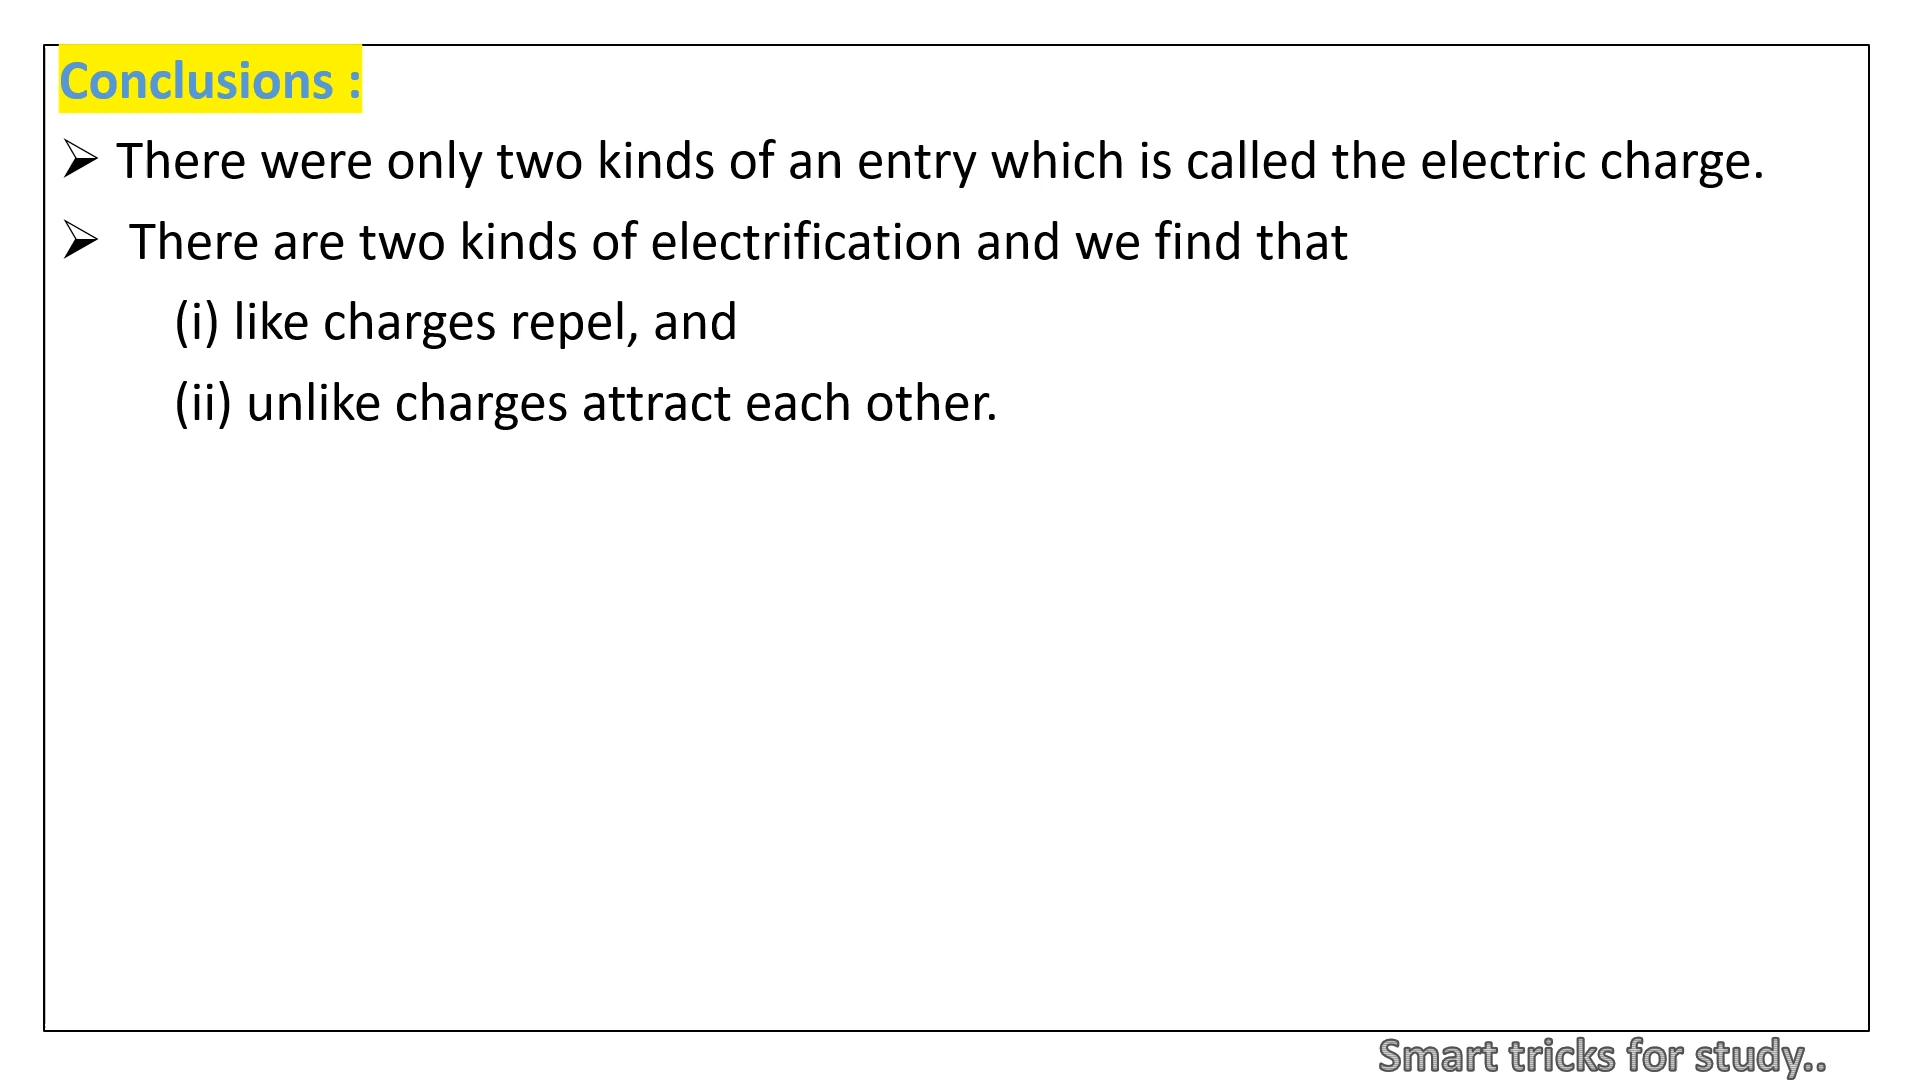 Conclusions :
➢ There were only two kinds of an entry which is called the electric charge.
➢ There are two kinds of electrification and we find that
(i) like charges repel, and
(ii) unlike charges attract each other.
Smart tricks for study..